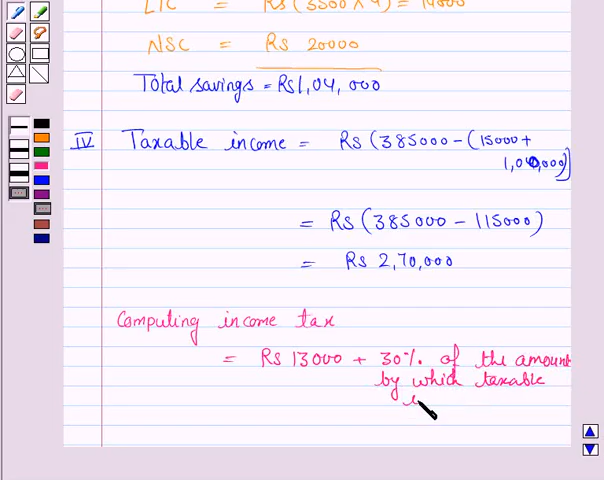 LIC = Rs (3500 x 4) = 14000
NSC = Rs 20000
Total savings = Rs 1,04,000
IV Taxable income = Rs (385000 - (15000 +
1,00,000)]
= Rs (385000 - 115000)
= Rs 2,70,000
Computing income tax
= Rs 13000 + 30% of the amount
by which taxable